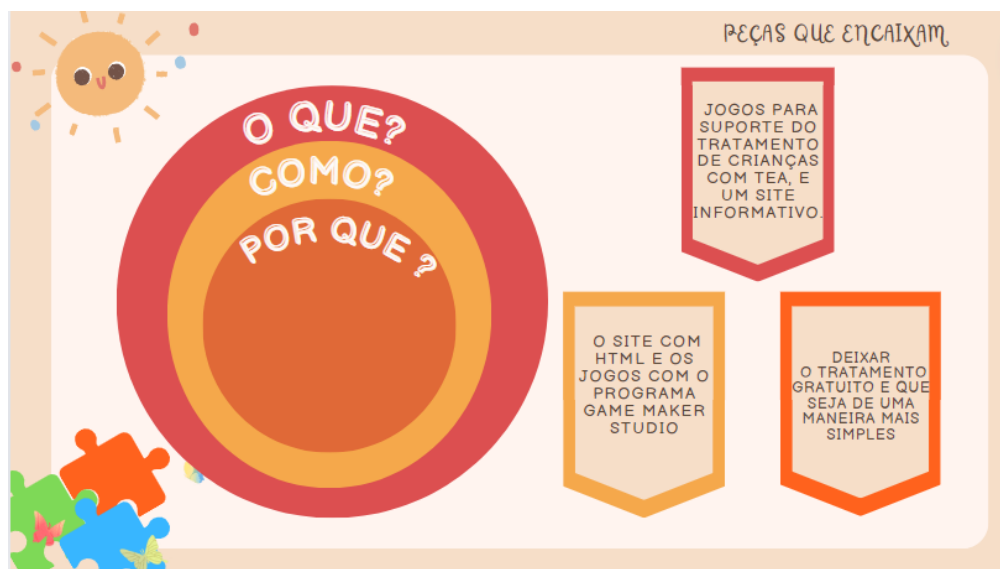 PEÇAS QUE ENCAIXAM
O QUE?
COMO?
POR QUE ?
JOGOS PARA
SUPORTE DO
TRATAMENTO
DE CRIANÇAS
COM TEA, E
UM SITE
INFORMATIVO.
O SITE COM
HTML E OS
JOGOS COM O
PROGRAMA
GAME MAKER
STUDIO
DEIXAR
O TRATAMENTO
GRATUITO E QUE
SEJA DE UMA
MANEIRA MAIS
SIMPLES